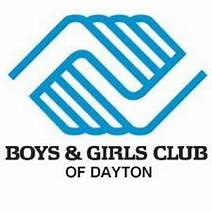 BOYS & GIRLS CLUB
OF DAYTON